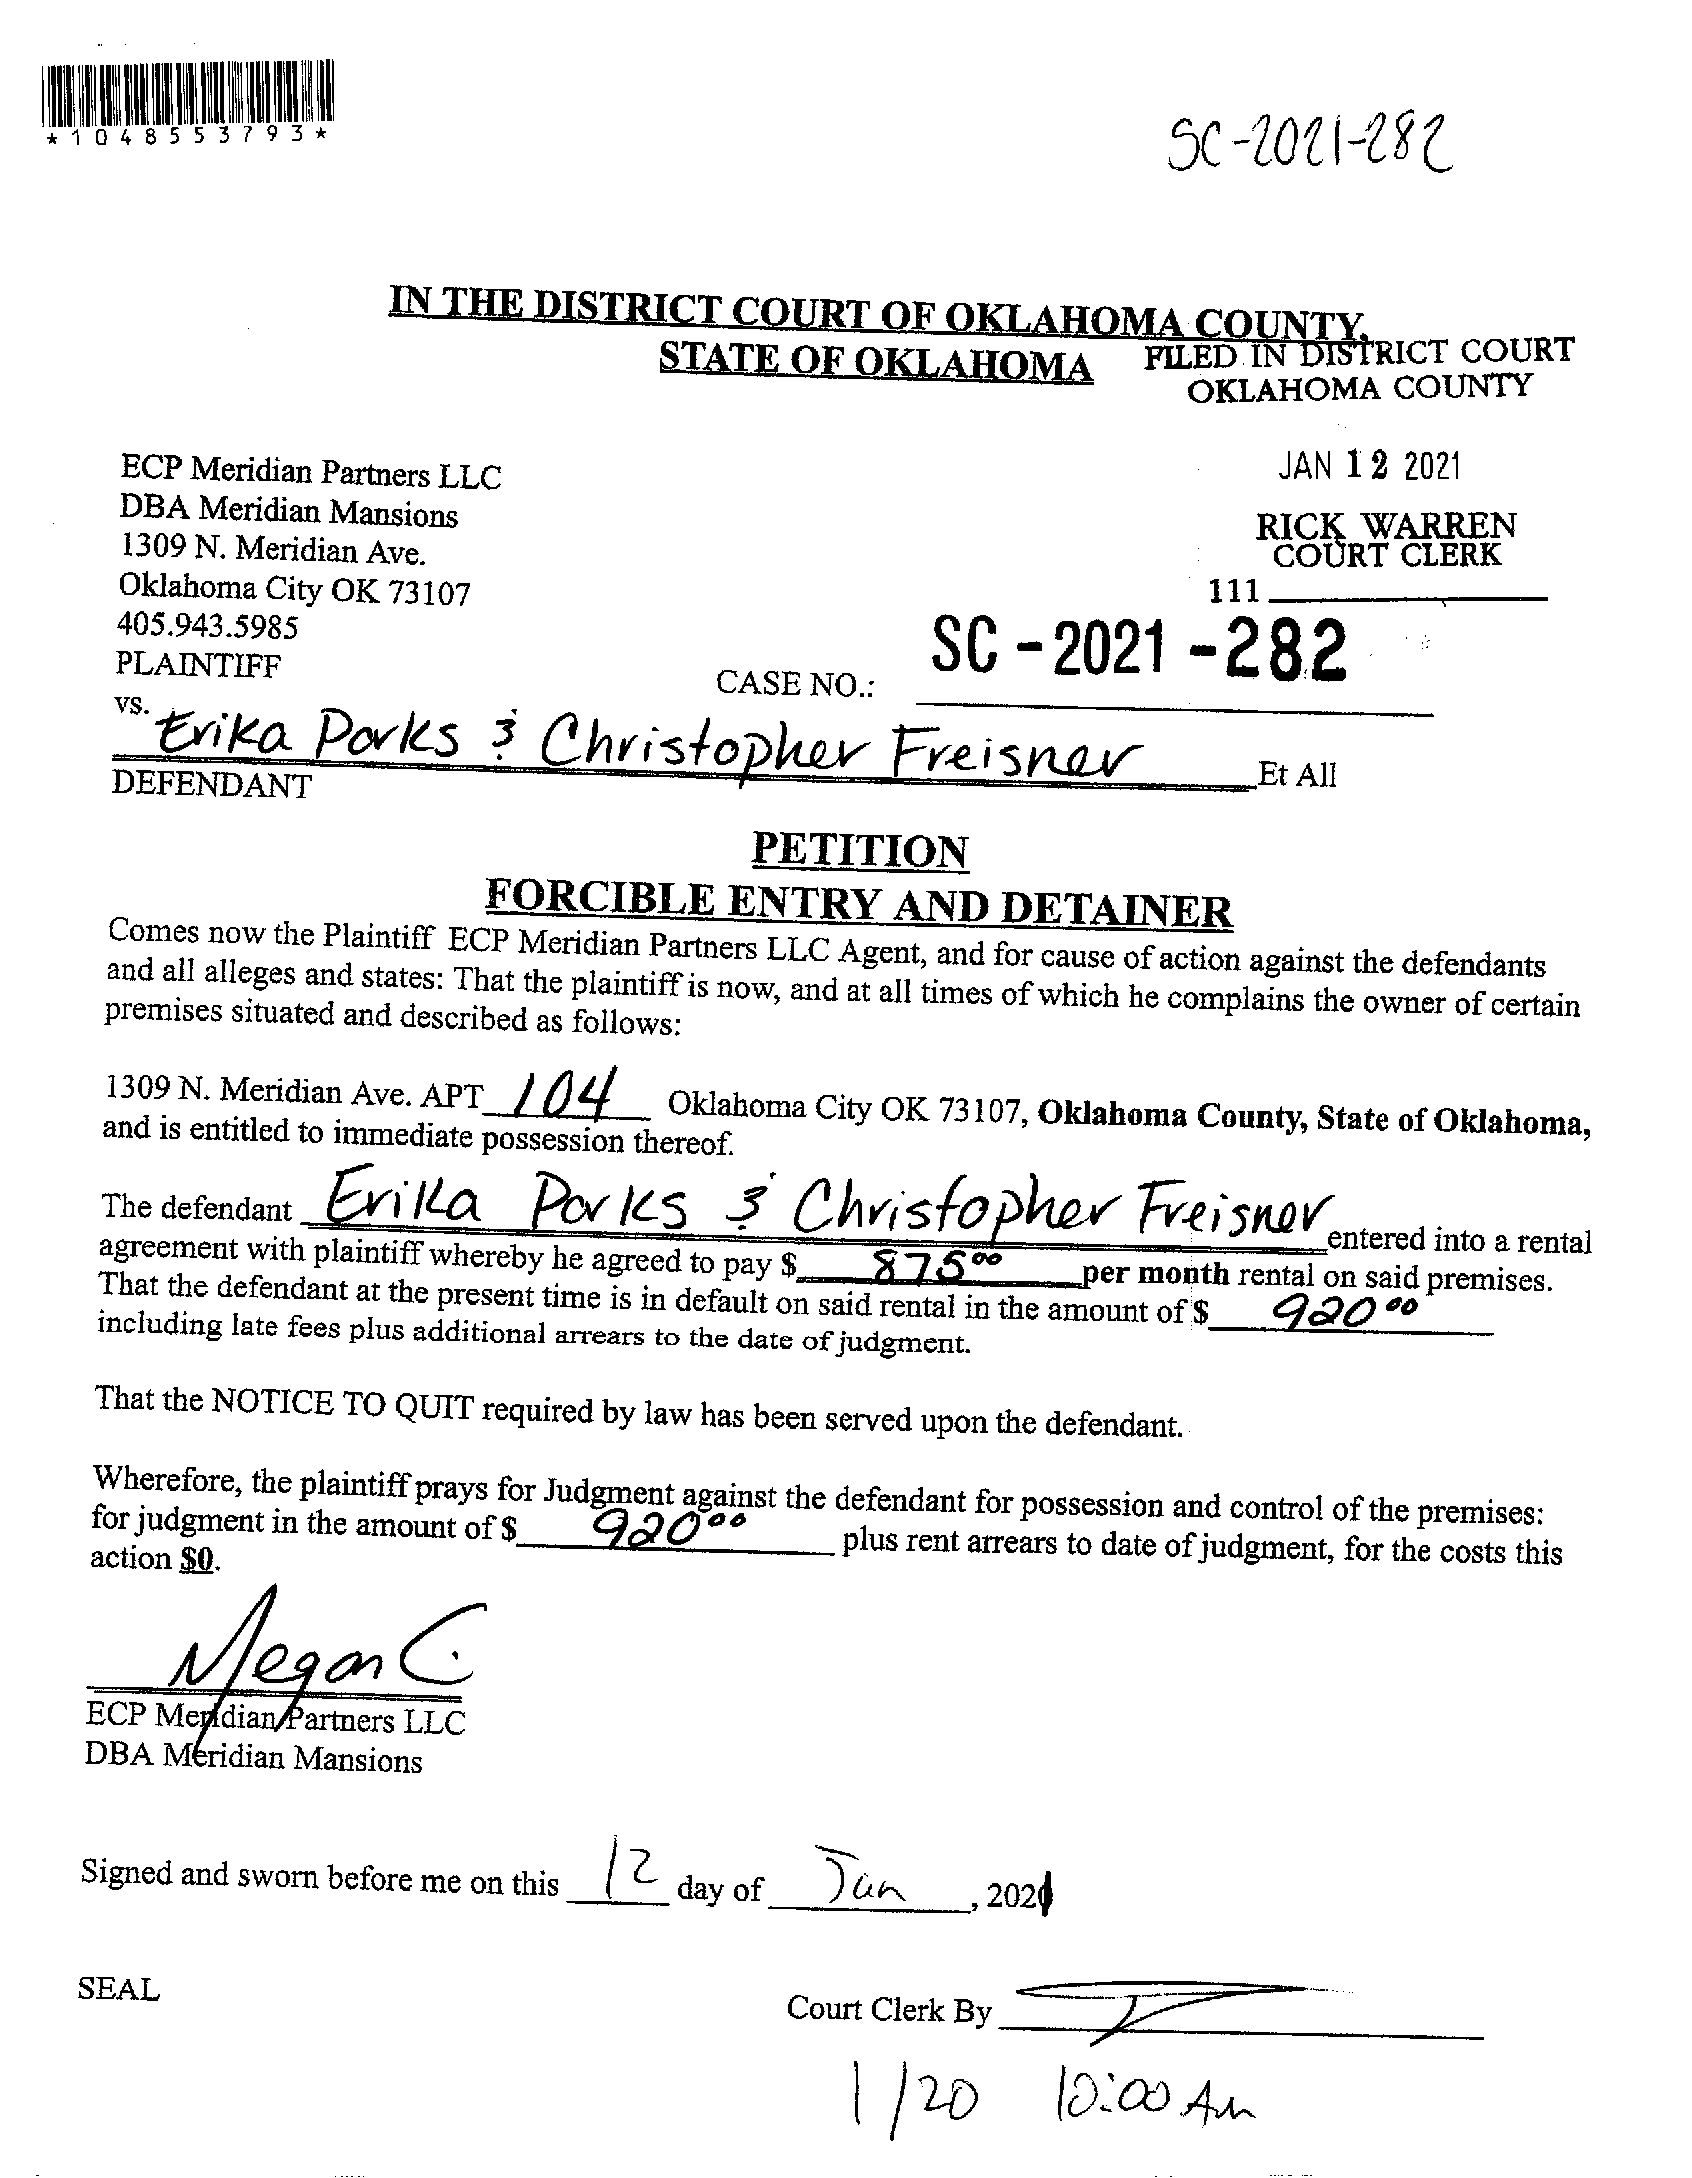 *1048553793*
SC-2021-282
IN THE DISTRICT COURT OF OKLAHOMA COUNTY,
STATE OF OKLAHOMA
FILED IN DISTRICT COURT
OKLAHOMA COUNTY
JAN 12 2021
RICK WARREN
COURT CLERK
111
ECP Meridian Partners LLC
DBA Meridian Mansions
1309 N. Meridian Ave.
Oklahoma City OK 73107
405.943.5985
PLAINTIFF
CASE NO.: SC-2021-282
vs.
Erika Parks & Christopher Freisner Et All
DEFENDANT
PETITION
FORCIBLE ENTRY AND DETAINER
Comes now the Plaintiff ECP Meridian Partners LLC Agent, and for cause of action against the defendants
and all alleges and states: That the plaintiff is now, and at all times of which he complains the owner of certain
premises situated and described as follows:
1309 N. Meridian Ave. APT 104 Oklahoma City OK 73107, Oklahoma County, State of Oklahoma,
and is entitled to immediate possession thereof.
The defendant Erika Parks & Christopher Freisner entered into a rental
agreement with plaintiff whereby he agreed to pay $ 875.00 per month rental on said premises.
That the defendant at the present time is in default on said rental in the amount of $ 920.00
including late fees plus additional arrears to the date of judgment.
That the NOTICE TO QUIT required by law has been served upon the defendant.
Wherefore, the plaintiff prays for Judgment against the defendant for possession and control of the premises:
for judgment in the amount of $ 920.00 plus rent arrears to date of judgment, for the costs this
action $0.
Megan C.
ECP Meridian Partners LLC
DBA Meridian Mansions
Signed and sworn before me on this 12 day of Jan, 2021
SEAL
Court Clerk By
1/20 10:00 AM